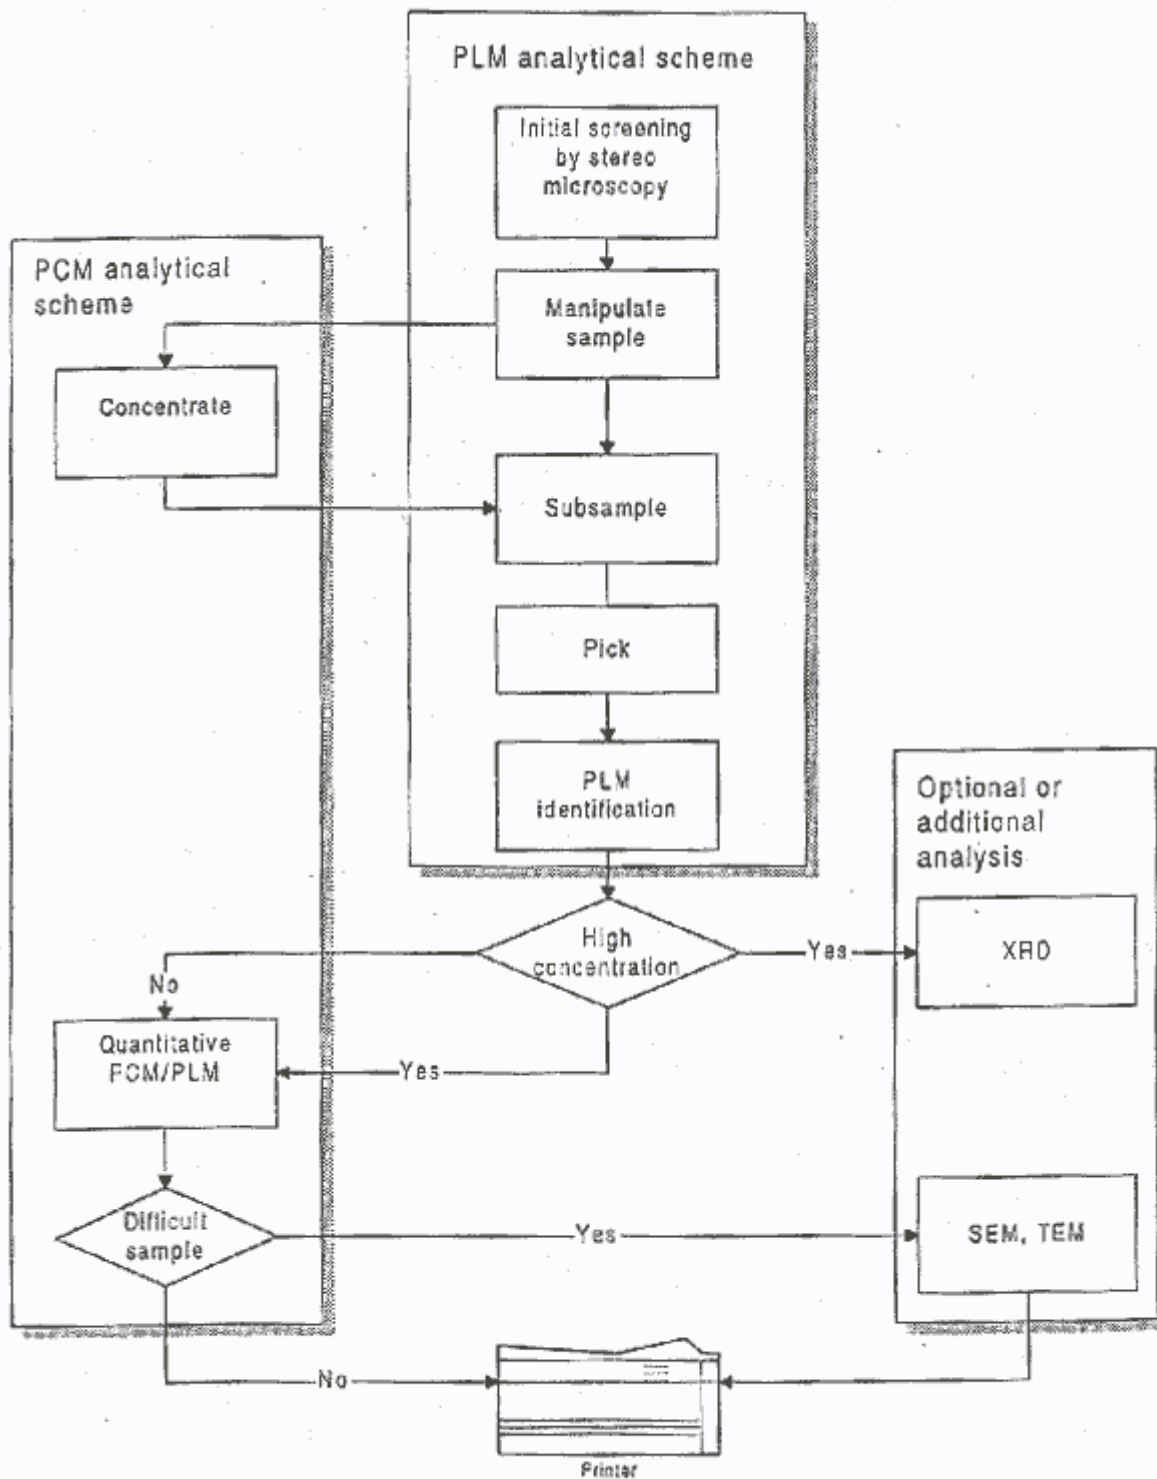 PLM analytical scheme
Initial screening
by stereo
microscopy
PCM analytical
scheme
Manipulate
sample
Concentrate
Subsample
Pick
PLM
identification
Optional or
additional
analysis
High
concentration
Yes
XRD
No
Quantitative
PCM/PLM
Yes
Difficult
sample
Yes
SEM, TEM
No
Printer